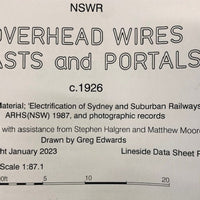 NSWR
OVERHEAD WIRES
ASTS and PORTALS
c.1926
Material; 'Electrification of Sydney and Suburban Railways
ARHS(NSW) 1987, and photographic records
with assistance from Stephen Halgren and Matthew Moore
Drawn by Greg Edwards
ht January 2023 Lineside Data Sheet
Scale 1:87.1
0ft 10 20